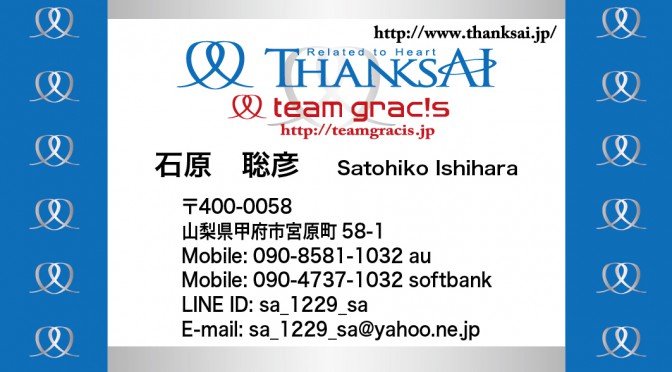 http://www.thanksai.jp/
Related to Heart
THANKSAI
team grac!s
http://teamgracis.jp
石原　聡彦 Satohiko Ishihara
〒400-0058
山梨県甲府市宮原町 58-1
Mobile: 090-8581-1032 au
Mobile: 090-4737-1032 softbank
LINE ID: sa_1229_sa
E-mail: sa_1229_sa@yahoo.ne.jp